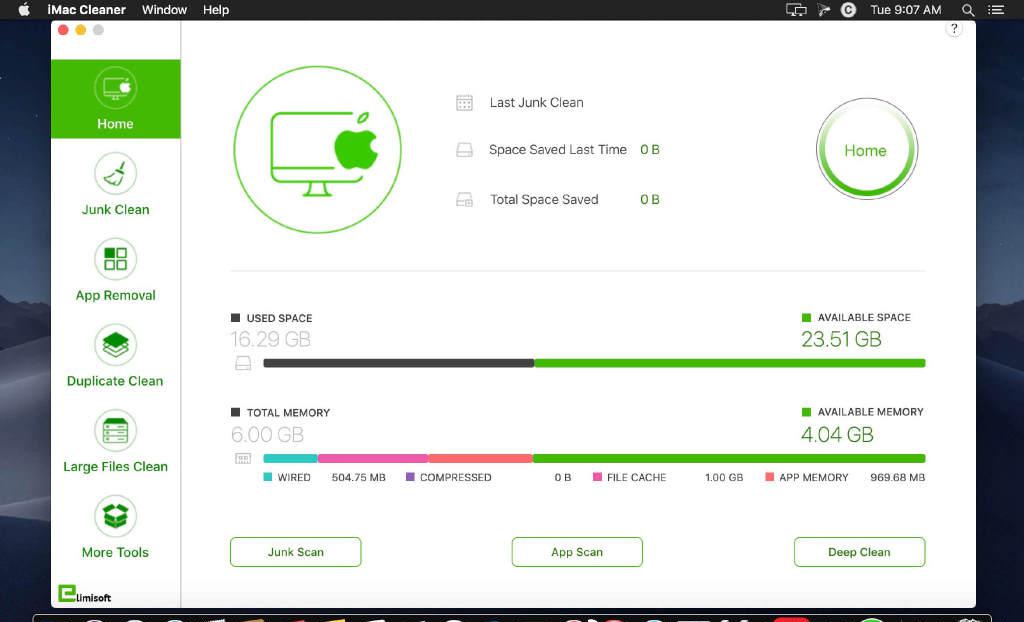 iMac Cleaner Window Help
Tue 9:07 AM
?
Home
Junk Clean
App Removal
Duplicate Clean
Large Files Clean
More Tools
Elimisoft
Last Junk Clean
Space Saved Last Time 0 B
Total Space Saved 0 B
Home
USED SPACE
16.29 GB
AVAILABLE SPACE
23.51 GB
TOTAL MEMORY
6.00 GB
AVAILABLE MEMORY
4.04 GB
WIRED 504.75 MB COMPRESSED 0 B FILE CACHE 1.00 GB APP MEMORY 969.68 MB
Junk Scan
App Scan
Deep Clean